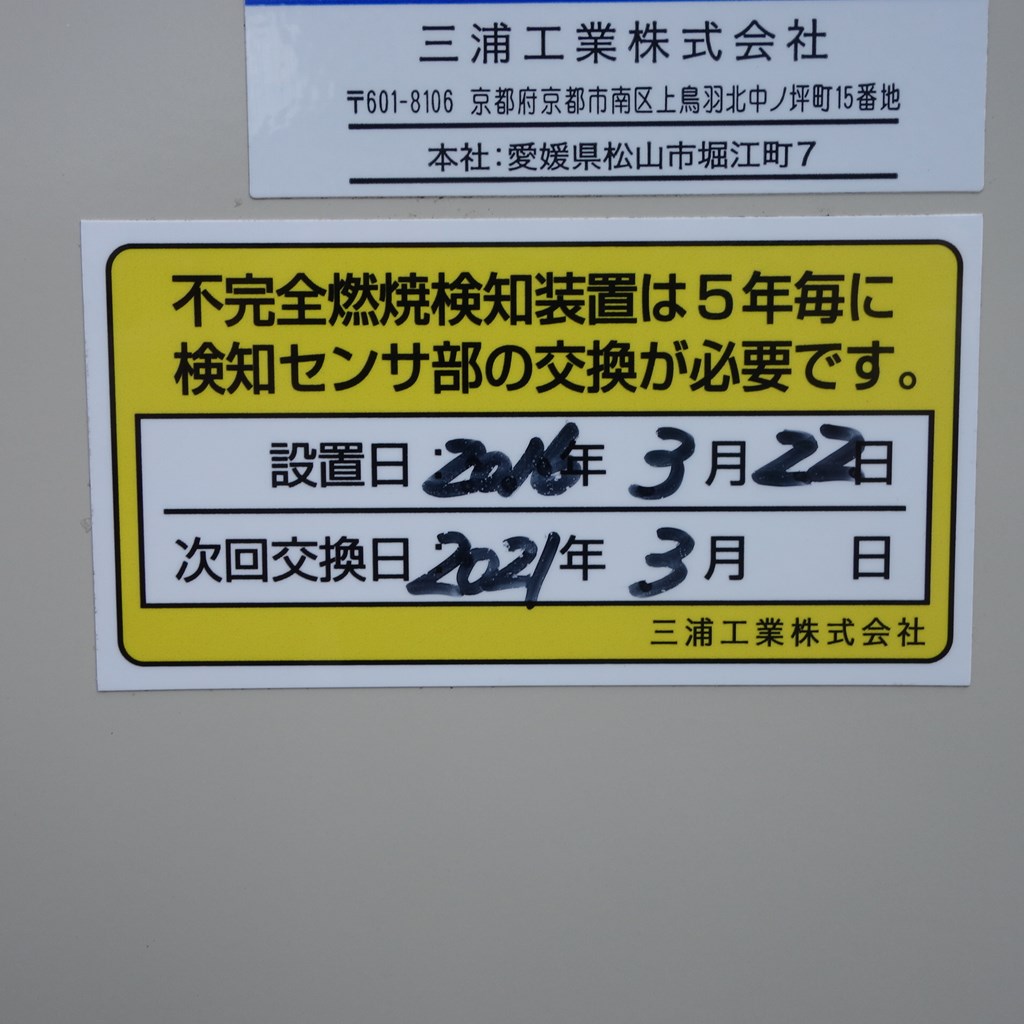 三浦工業株式会社
〒601-8106 京都府京都市南区上鳥羽北中ノ坪町15番地
本社:愛媛県松山市堀江町7
不完全燃焼検知装置は5年毎に
検知センサ部の交換が必要です。
設置日:2016年 3月22日
次回交換日:2021年 3月 日
三浦工業株式会社